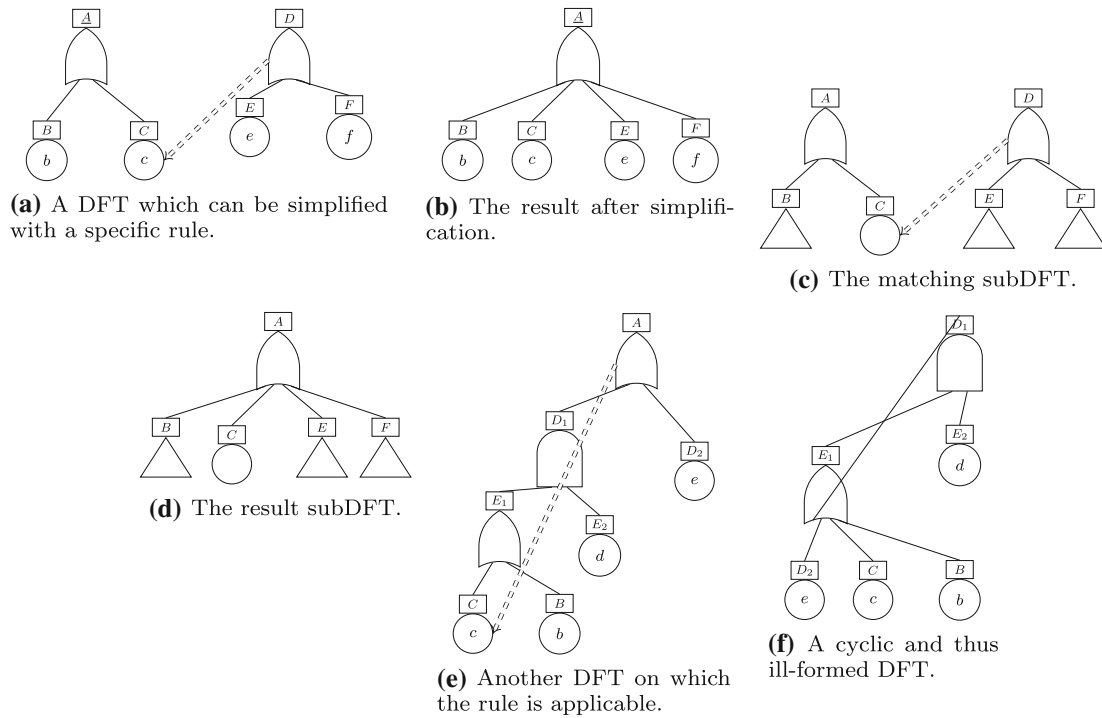 A
D
B
C
E
F
b
c
e
f
(a) A DFT which can be simplified
with a specific rule.
A
B
C
E
F
b
c
e
f
(b) The result after simplifi-
cation.
A
D
B
C
E
F
(c) The matching subDFT.
A
B
C
E
F
(d) The result subDFT.
A
D1
D2
e
E1
E2
d
C
B
c
b
(e) Another DFT on which
the rule is applicable.
D1
E2
d
E1
D2
C
B
e
c
b
(f) A cyclic and thus
ill-formed DFT.